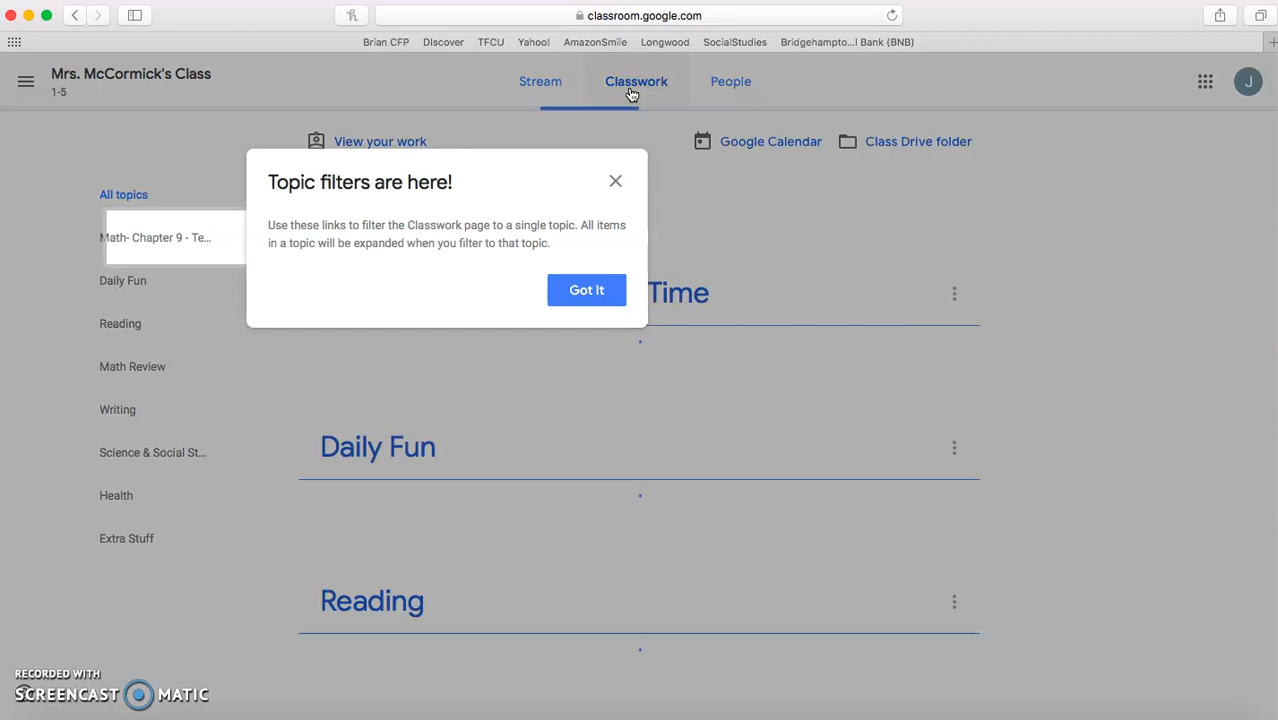 classroom.google.com
Brian CFP DIscover TFCU Yahoo! AmazonSmile Longwood SocialStudies Bridgehampto...l Bank (BNB)
Mrs. McCormick's Class
1-5
Stream Classwork People
J
View your work Google Calendar Class Drive folder
Topic filters are here!
Use these links to filter the Classwork page to a single topic. All items
in a topic will be expanded when you filter to that topic.
Got It
All topics
Math- Chapter 9 - Te...
Daily Fun
Reading
Math Review
Writing
Science & Social St...
Health
Extra Stuff
Time
Daily Fun
Reading
RECORDED WITH
SCREENCAST MATIC